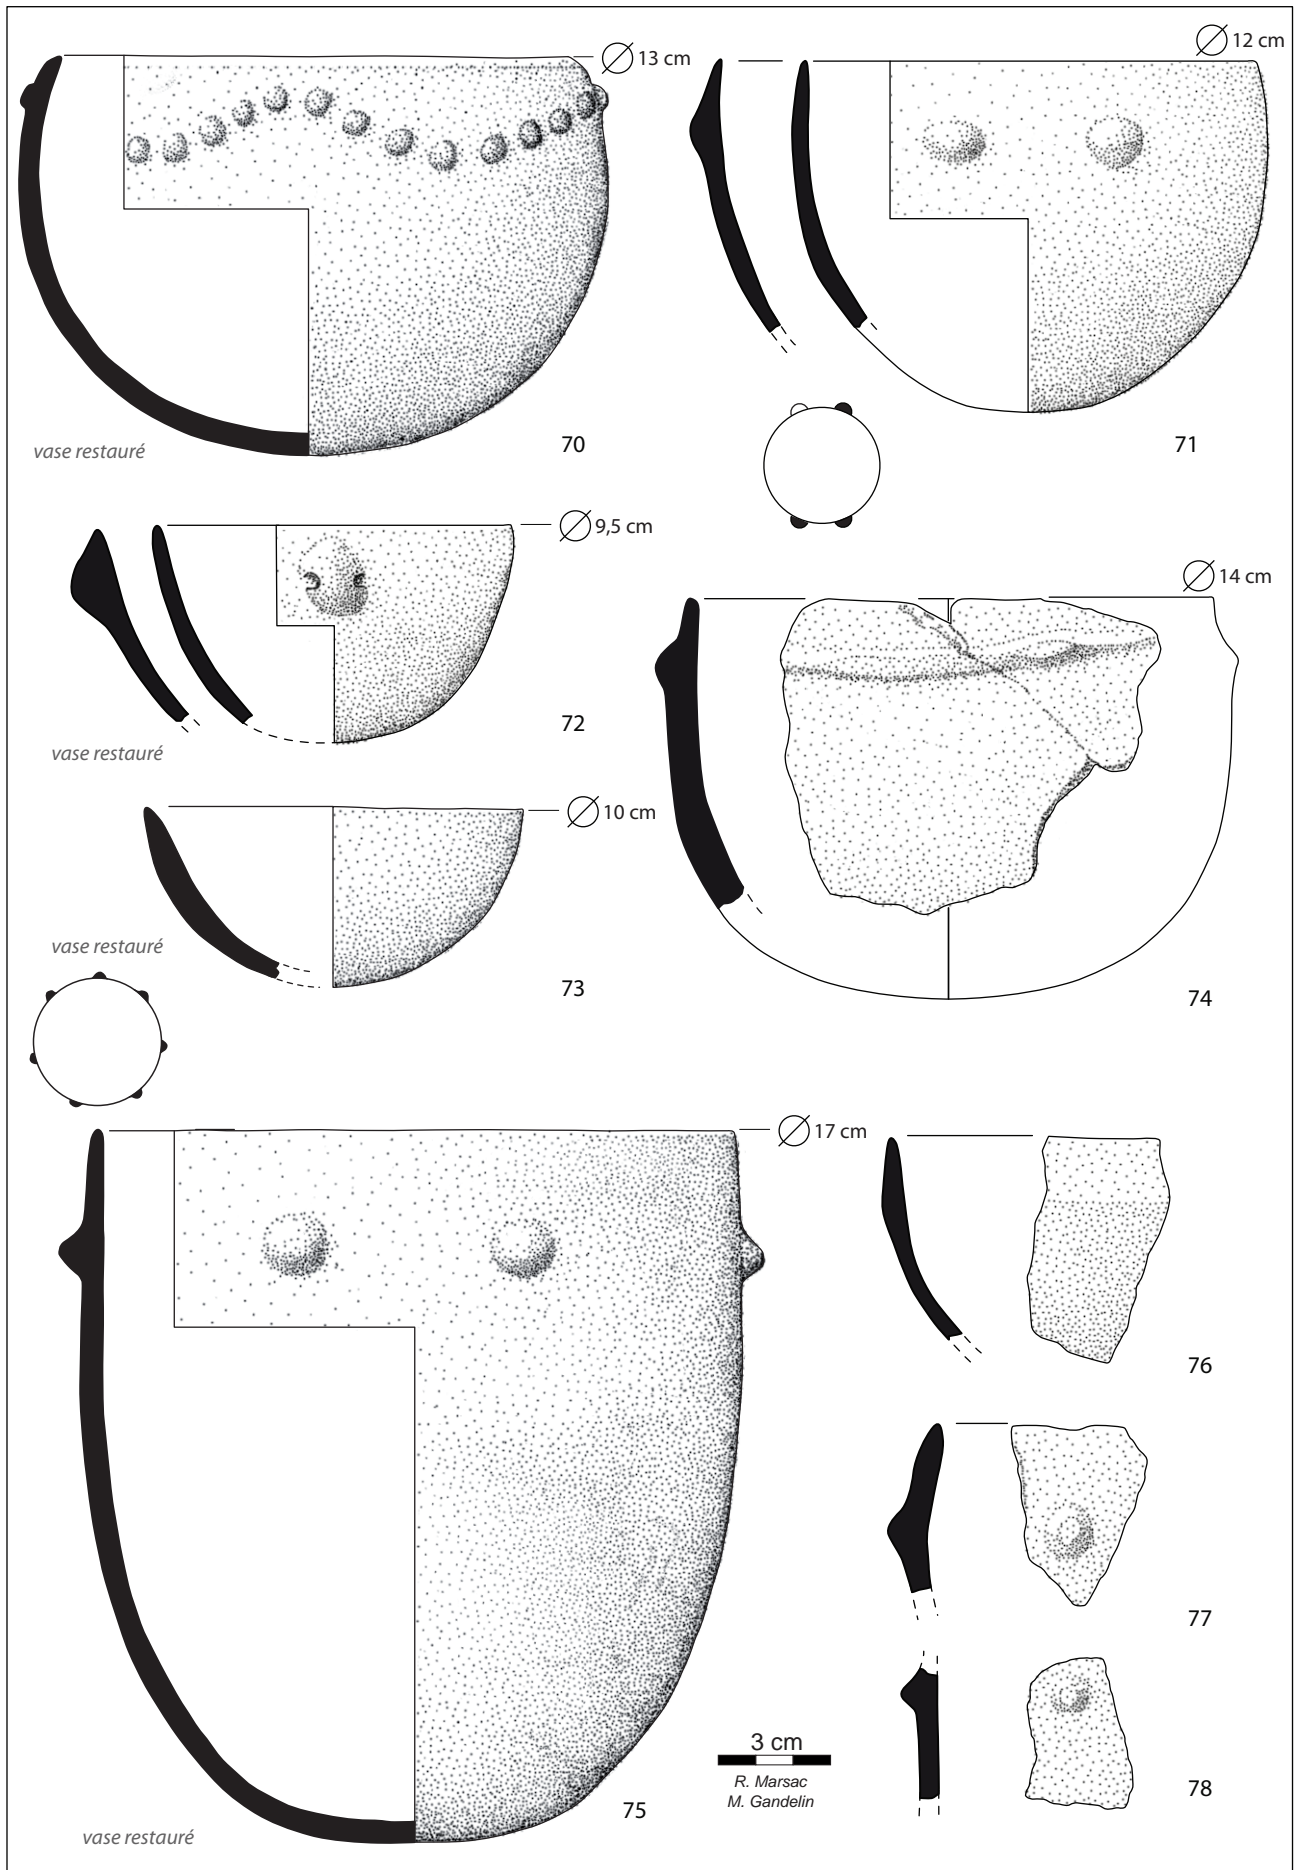 13 cm
12 cm
vase restauré
70
71
9,5 cm
14 cm
72
vase restauré
10 cm
vase restauré
73
74
17 cm
76
77
3 cm
R. Marsac
M. Gandelin
78
75
vase restauré